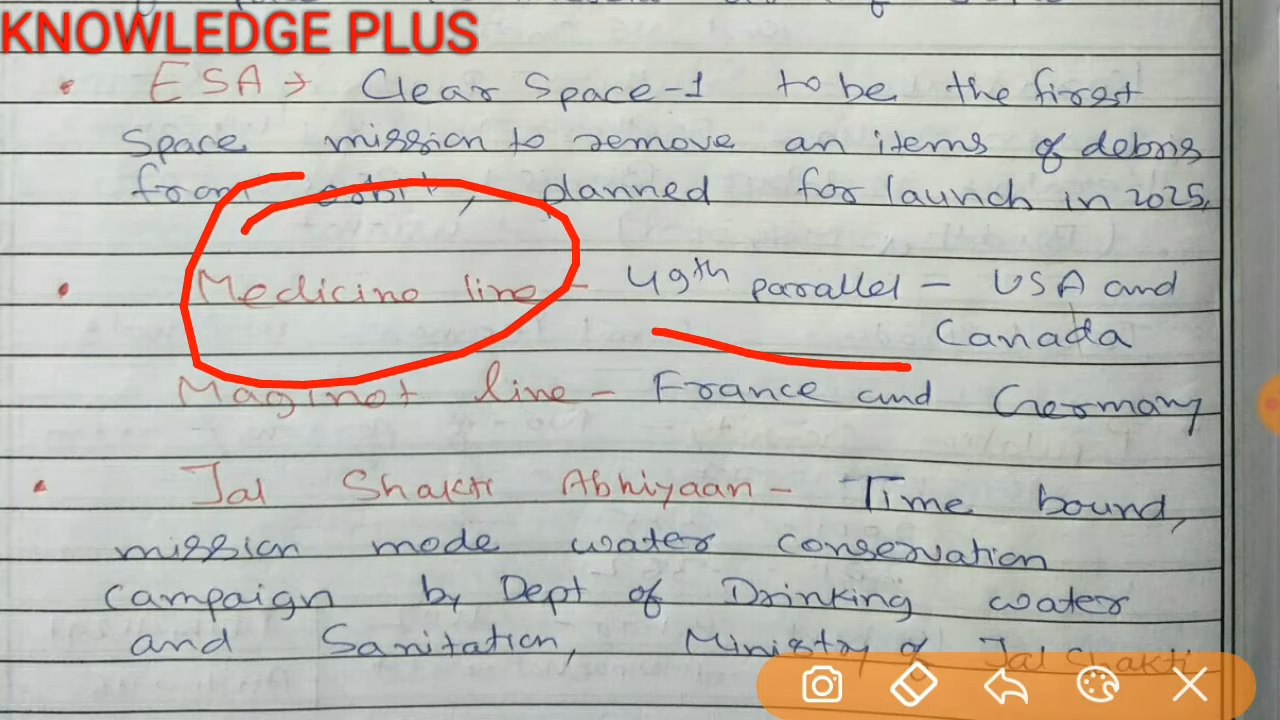 KNOWLEDGE PLUS
• ESA → Clear Space-1 to be the first
Space mission to remove an items of debris
from orbit, planned for launch in 2025.
• Medicine line - 49th parallel - USA and
Canada
Maginot line - France and Germany
• Jal Shakti Abhiyaan - Time bound,
mission mode water conservation
campaign by Dept of Drinking water
and Sanitation, Ministry of Jal Shakti